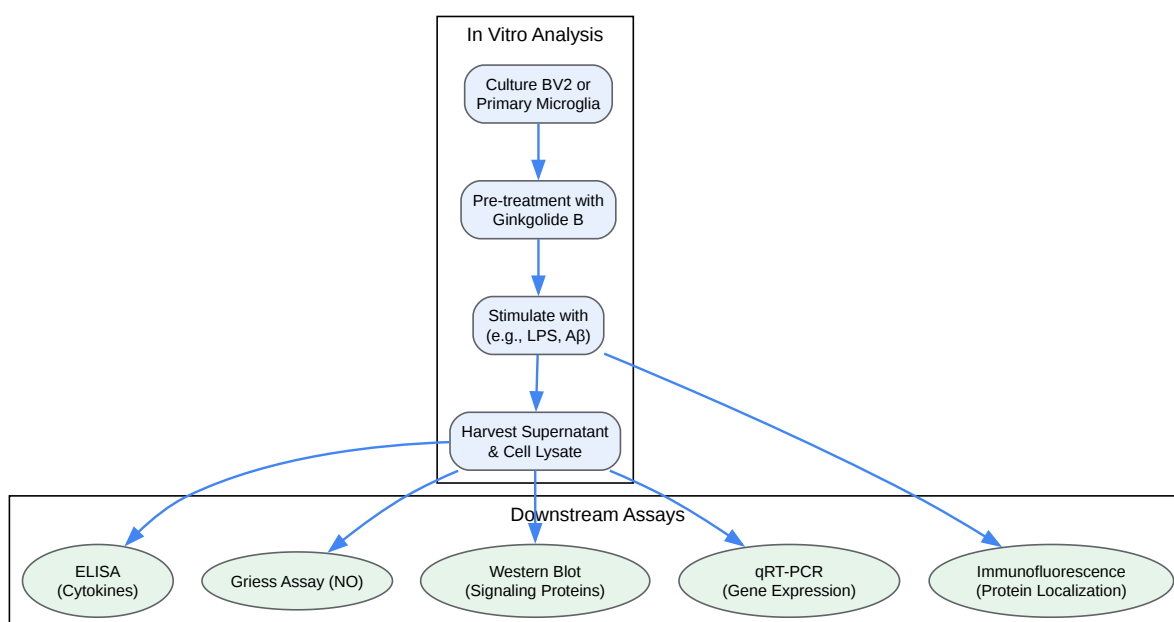 In Vitro Analysis
Culture BV2 or
Primary Microglia
Pre-treatment with
Ginkgolide B
Stimulate with
(e.g., LPS, Aβ)
Harvest Supernatant
& Cell Lysate
Downstream Assays
ELISA
(Cytokines)
Griess Assay (NO)
Western Blot
(Signaling Proteins)
qRT-PCR
(Gene Expression)
Immunofluorescence
(Protein Localization)